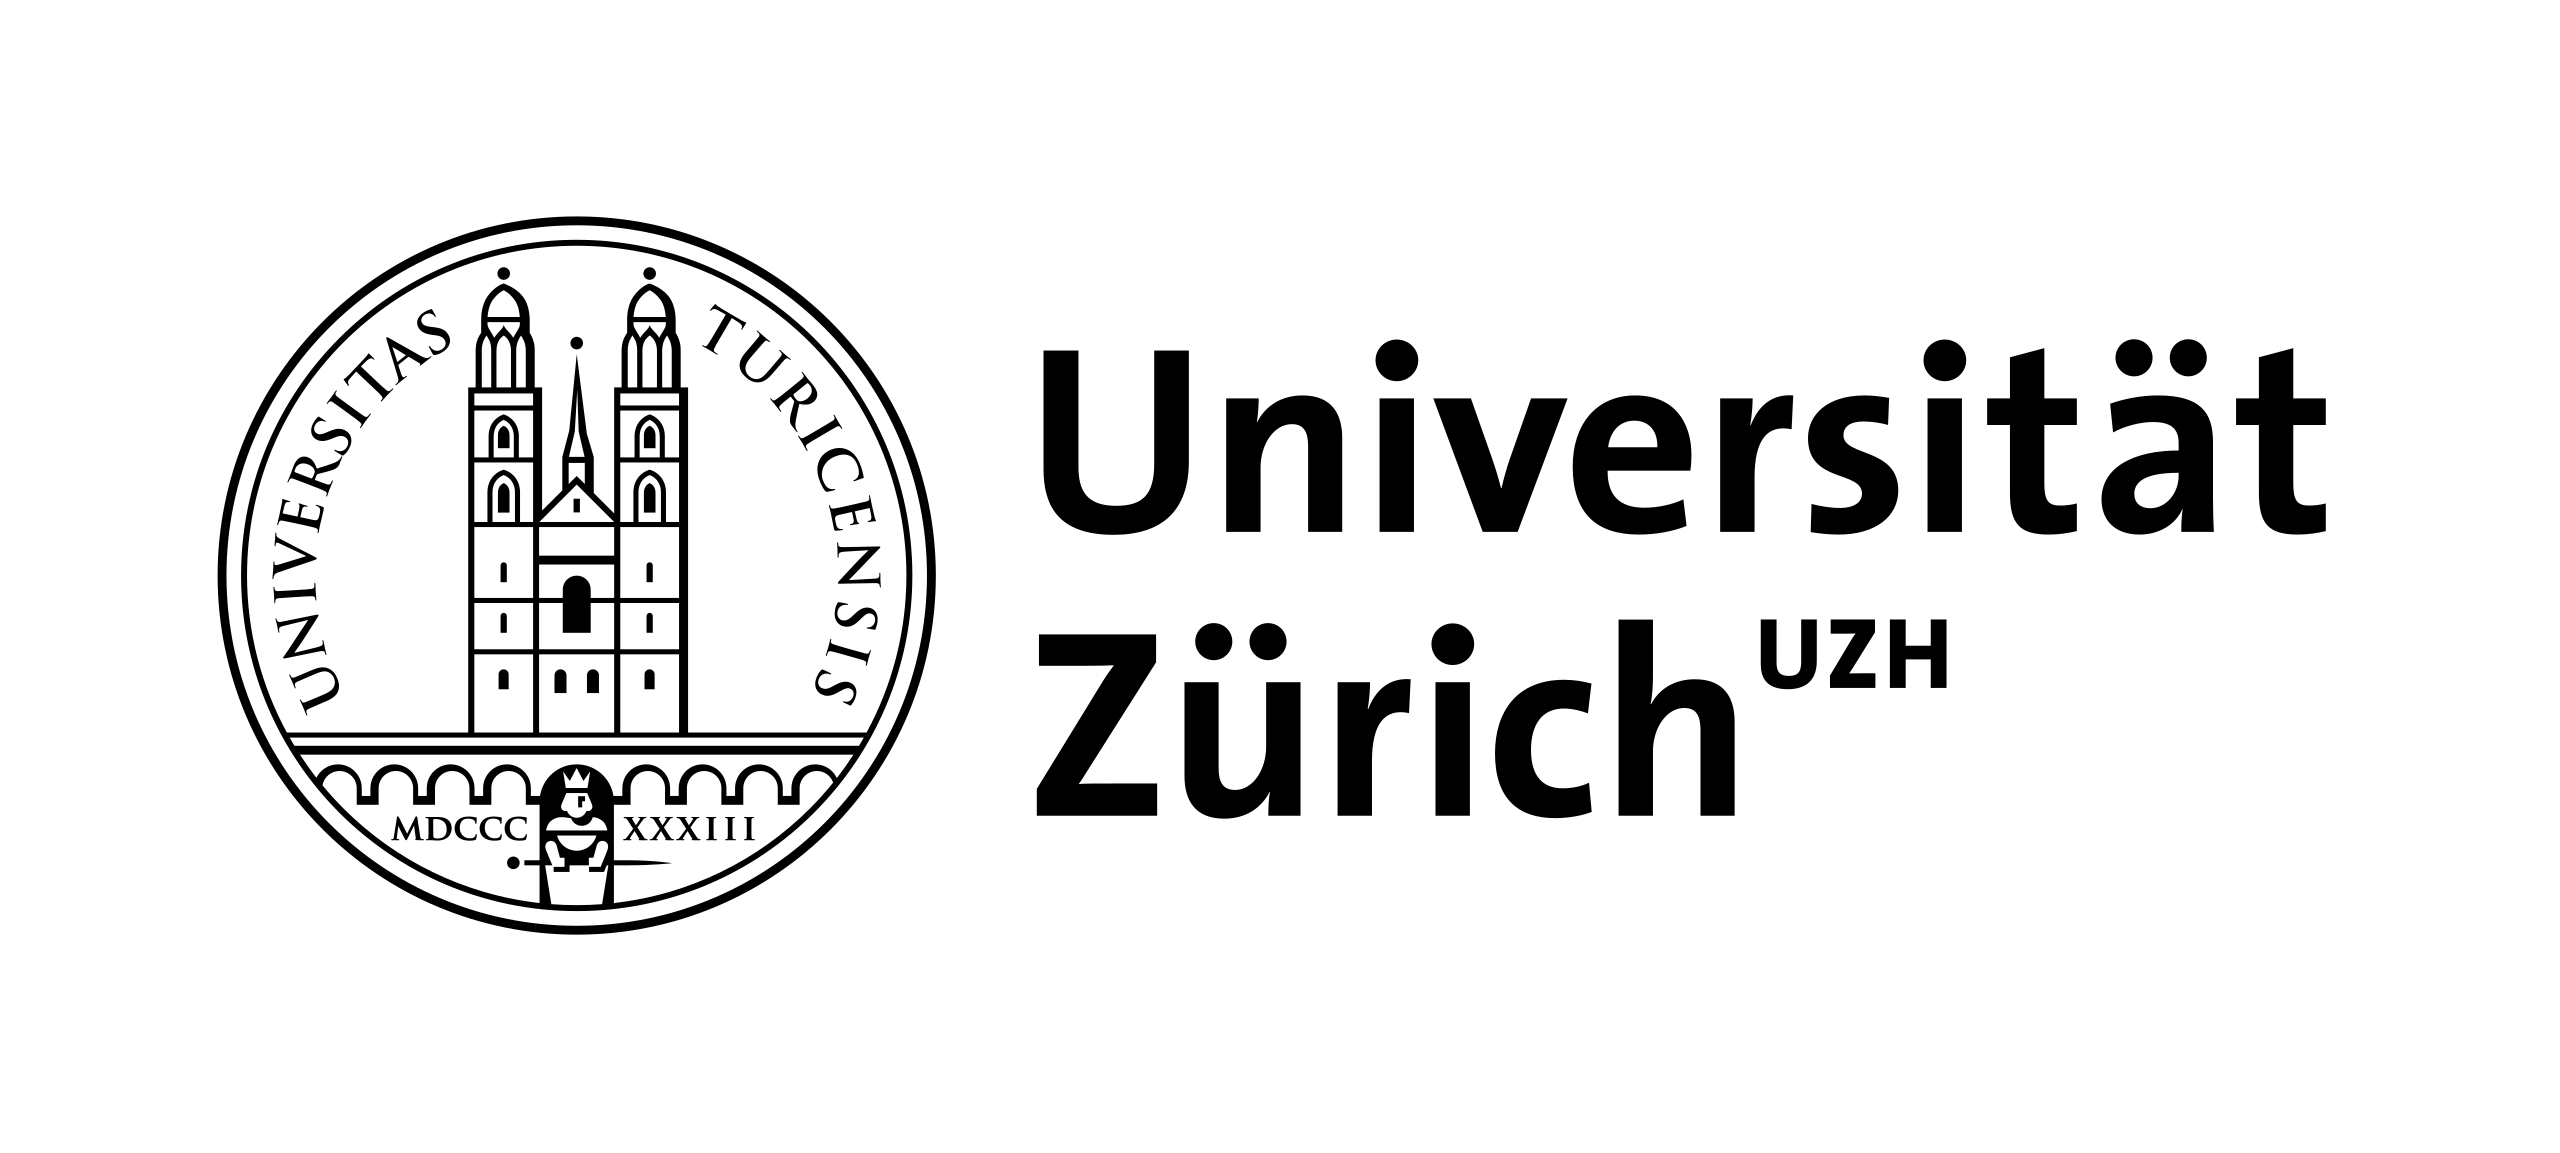 UNIVERSITAS TURICENSIS
MDCCC XXXIII
Universität
Zürich UZH